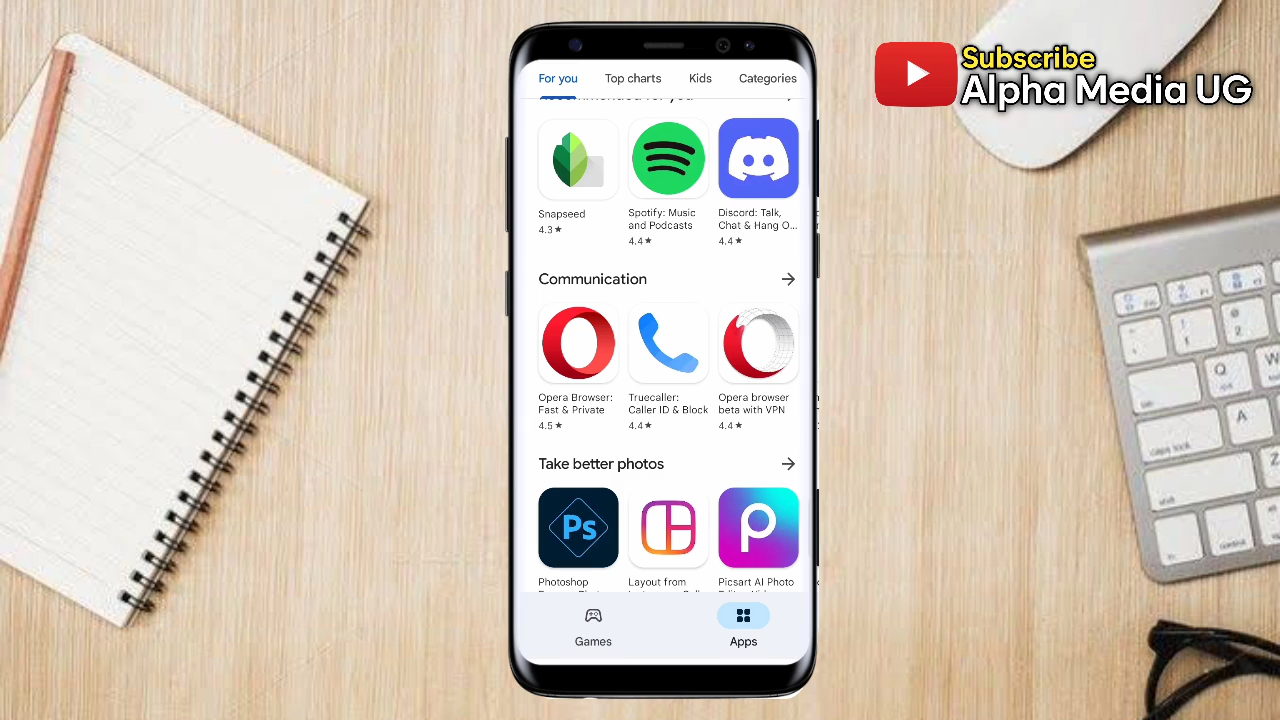 Subscribe
Alpha Media UG
For you
Top charts
Kids
Categories
Snapseed
4.3★
Spotify: Music
and Podcasts
4.4★
Discord: Talk,
Chat & Hang O...
4.4★
Communication
Opera Browser:
Fast & Private
4.5★
Truecaller:
Caller ID & Block
4.4★
Opera browser
beta with VPN
4.4★
Take better photos
Ps
Photoshop
Layout from
Picsart AI Photo
Games
Apps